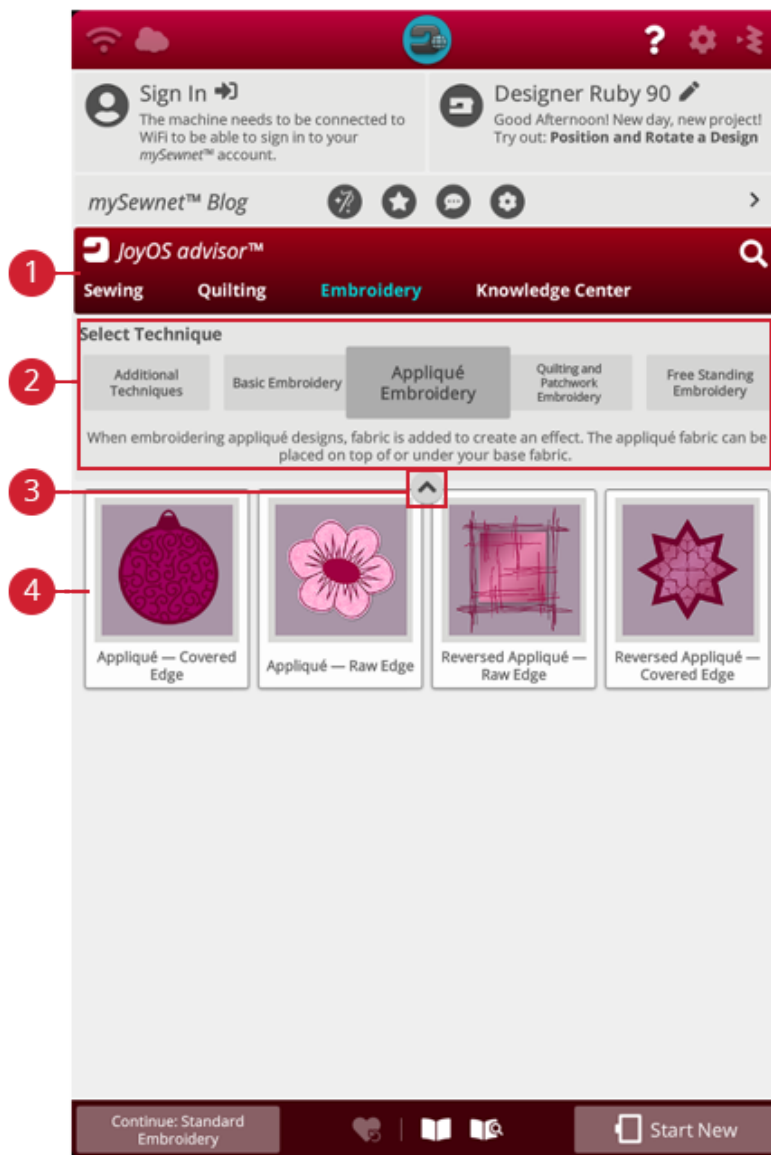 ?
Sign In
The machine needs to be connected to
WiFi to be able to sign in to your
mySewnet™ account.
Designer Ruby 90
Good Afternoon! New day, new project!
Try out: Position and Rotate a Design
mySewnet™ Blog
1
JoyOS advisor™
Sewing Quilting Embroidery Knowledge Center
2
Select Technique
Additional
Techniques
Basic Embroidery
Appliqué
Embroidery
Quilting and
Patchwork
Embroidery
Free Standing
Embroidery
When embroidering appliqué designs, fabric is added to create an effect. The appliqué fabric can be
placed on top of or under your base fabric.
3
4
Appliqué — Covered
Edge
Appliqué — Raw Edge
Reversed Appliqué —
Raw Edge
Reversed Appliqué —
Covered Edge
Continue: Standard
Embroidery
Start New